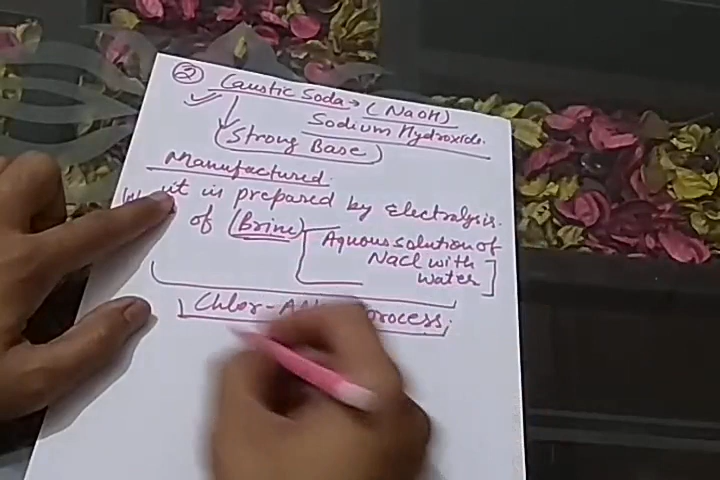 ② Caustic Soda → (NaOH)
Sodium Hydroxide.
(Strong Base)
Manufactured
it is prepared by Electralysis.
of (Brine)
Aqueous solution of
Nacl with
water]
Chlor- process.